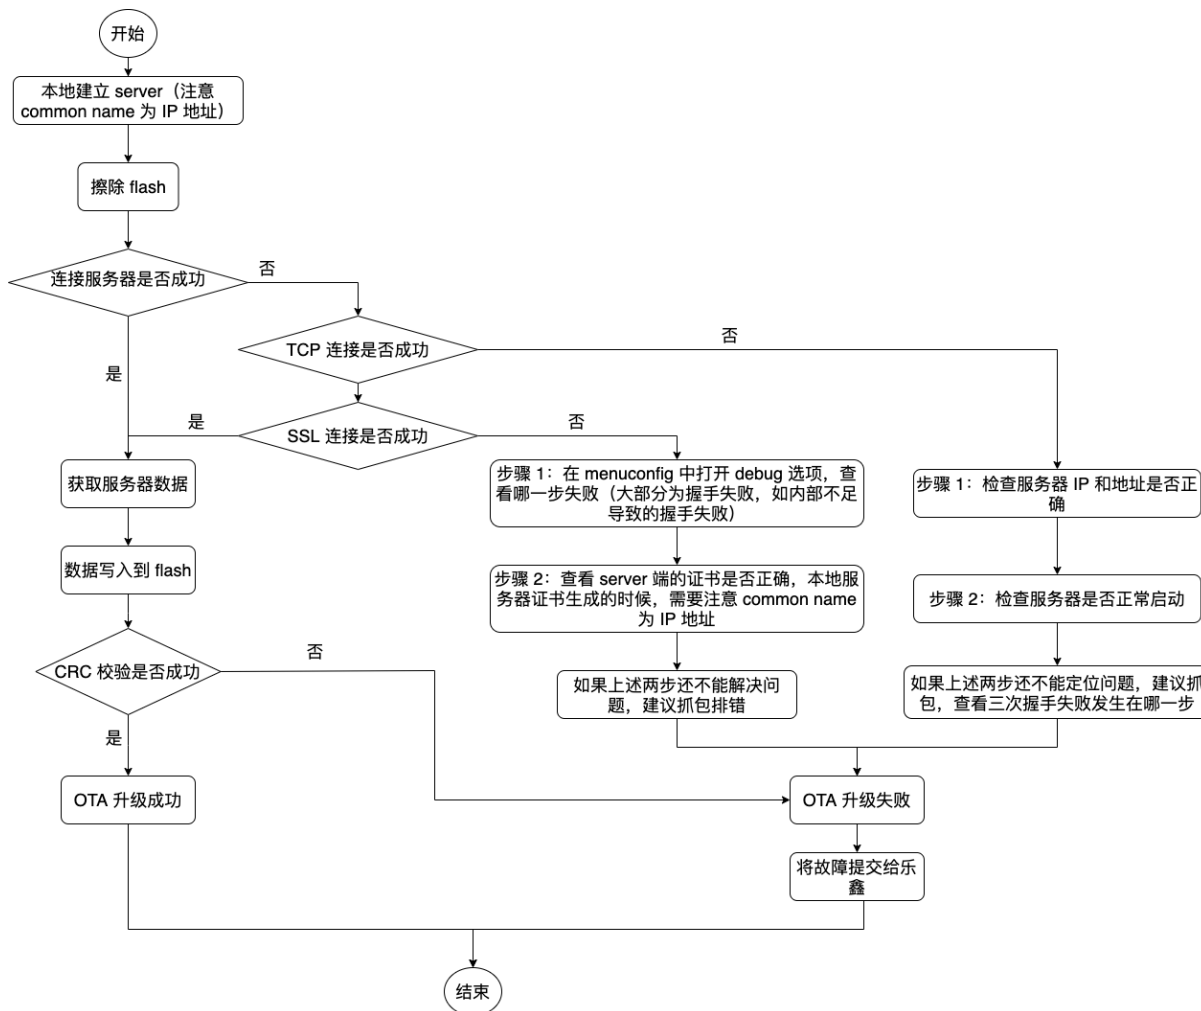 开始
本地建立 server（注意
common name 为 IP 地址）
擦除 flash
连接服务器是否成功
否
TCP 连接是否成功
否
是
是
SSL 连接是否成功
否
获取服务器数据
步骤 1：在 menuconfig 中打开 debug 选项，查
看哪一步失败（大部分为握手失败，如内部不足
导致的握手失败）
步骤 1：检查服务器 IP 和地址是否正
确
数据写入到 flash
步骤 2：查看 server 端的证书是否正确，本地服
务器证书生成的时候，需要注意 common name
为 IP 地址
步骤 2：检查服务器是否正常启动
CRC 校验是否成功
否
如果上述两步还不能解决问
题，建议抓包排错
如果上述两步还不能定位问题，建议抓
包，查看三次握手失败发生在哪一步
是
OTA 升级成功
OTA 升级失败
将故障提交给乐
鑫
结束